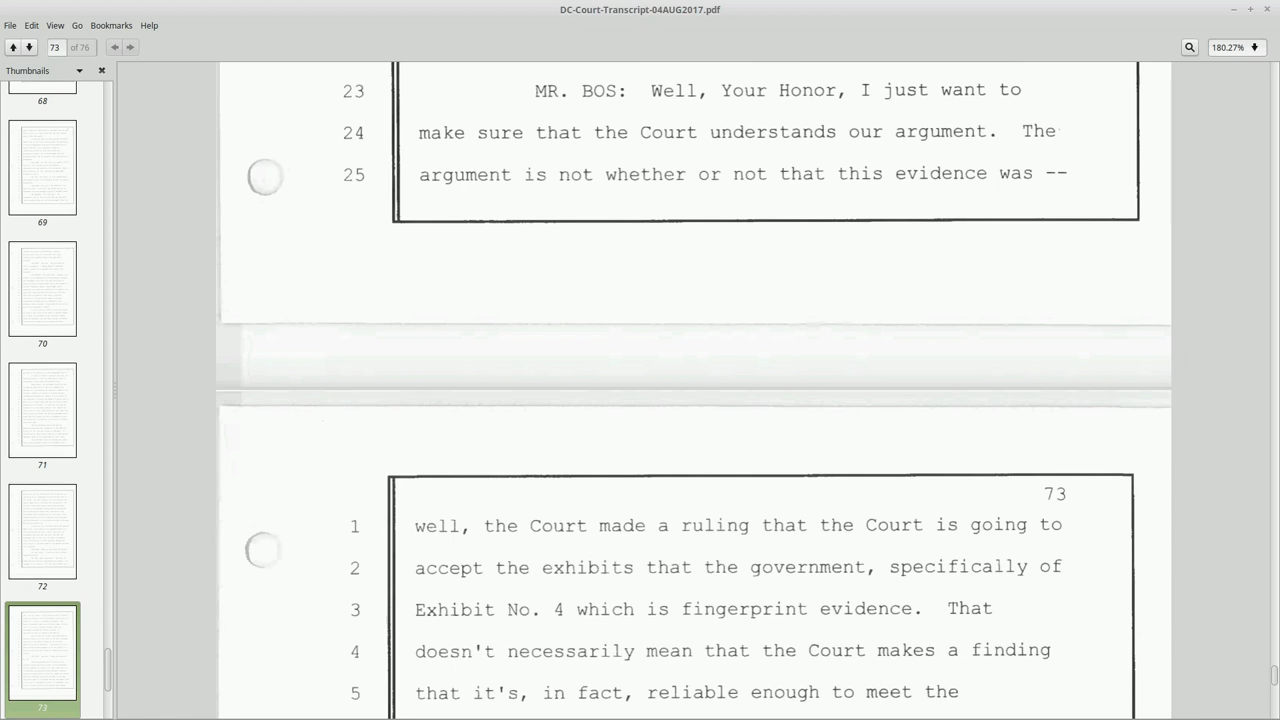 DC-Court-Transcript-04AUG2017.pdf
File Edit View Go Bookmarks Help
73 of 76
180.27%
Thumbnails
68
69
70
71
72
73
23 MR. BOS: Well, Your Honor, I just want to
24 make sure that the Court understands our argument. The
25 argument is not whether or not that this evidence was --
73
1 well, the Court made a ruling that the Court is going to
2 accept the exhibits that the government, specifically of
3 Exhibit No. 4 which is fingerprint evidence. That
4 doesn't necessarily mean that the Court makes a finding
5 that it's, in fact, reliable enough to meet the